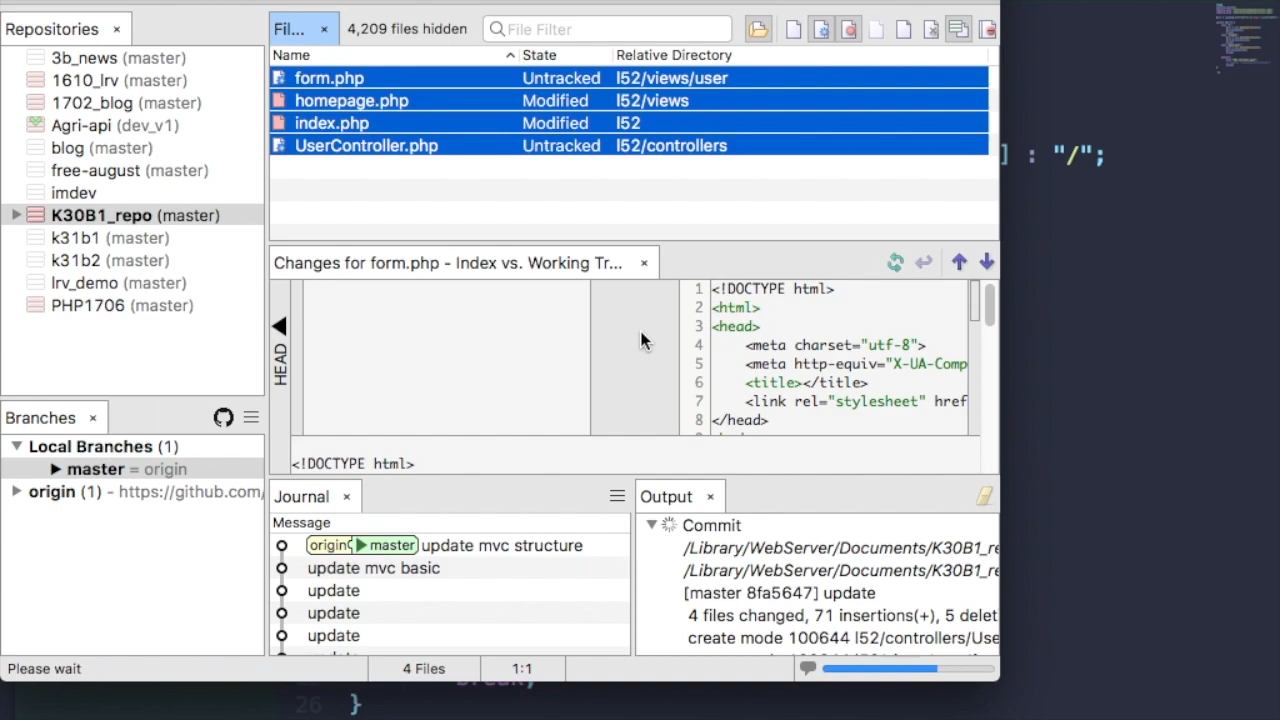 Repositories ×
3b_news (master)
1610_lrv (master)
1702_blog (master)
Agri-api (dev_v1)
blog (master)
free-august (master)
imdev
K30B1_repo (master)
k31b1 (master)
k31b2 (master)
lrv_demo (master)
PHP1706 (master)
Branches ×
Local Branches (1)
master = origin
origin (1) - https://github.com/
Fil... × 4,209 files hidden File Filter
Name State Relative Directory
form.php Untracked l52/views/user
homepage.php Modified l52/views
index.php Modified l52
UserController.php Untracked l52/controllers
Changes for form.php - Index vs. Working Tr... ×
HEAD
1 <!DOCTYPE html>
2 <html>
3 <head>
4 <meta charset="utf-8">
5 <meta http-equiv="X-UA-Comp
6 <title></title>
7 <link rel="stylesheet" href
8 </head>
<!DOCTYPE html>
Journal ×
Message
origin master update mvc structure
update mvc basic
update
update
update
Output ×
Commit
/Library/WebServer/Documents/K30B1_re
/Library/WebServer/Documents/K30B1_re
[master 8fa5647] update
4 files changed, 71 insertions(+), 5 delet
create mode 100644 l52/controllers/Use
Please wait 4 Files 1:1
] : "/";
26 }